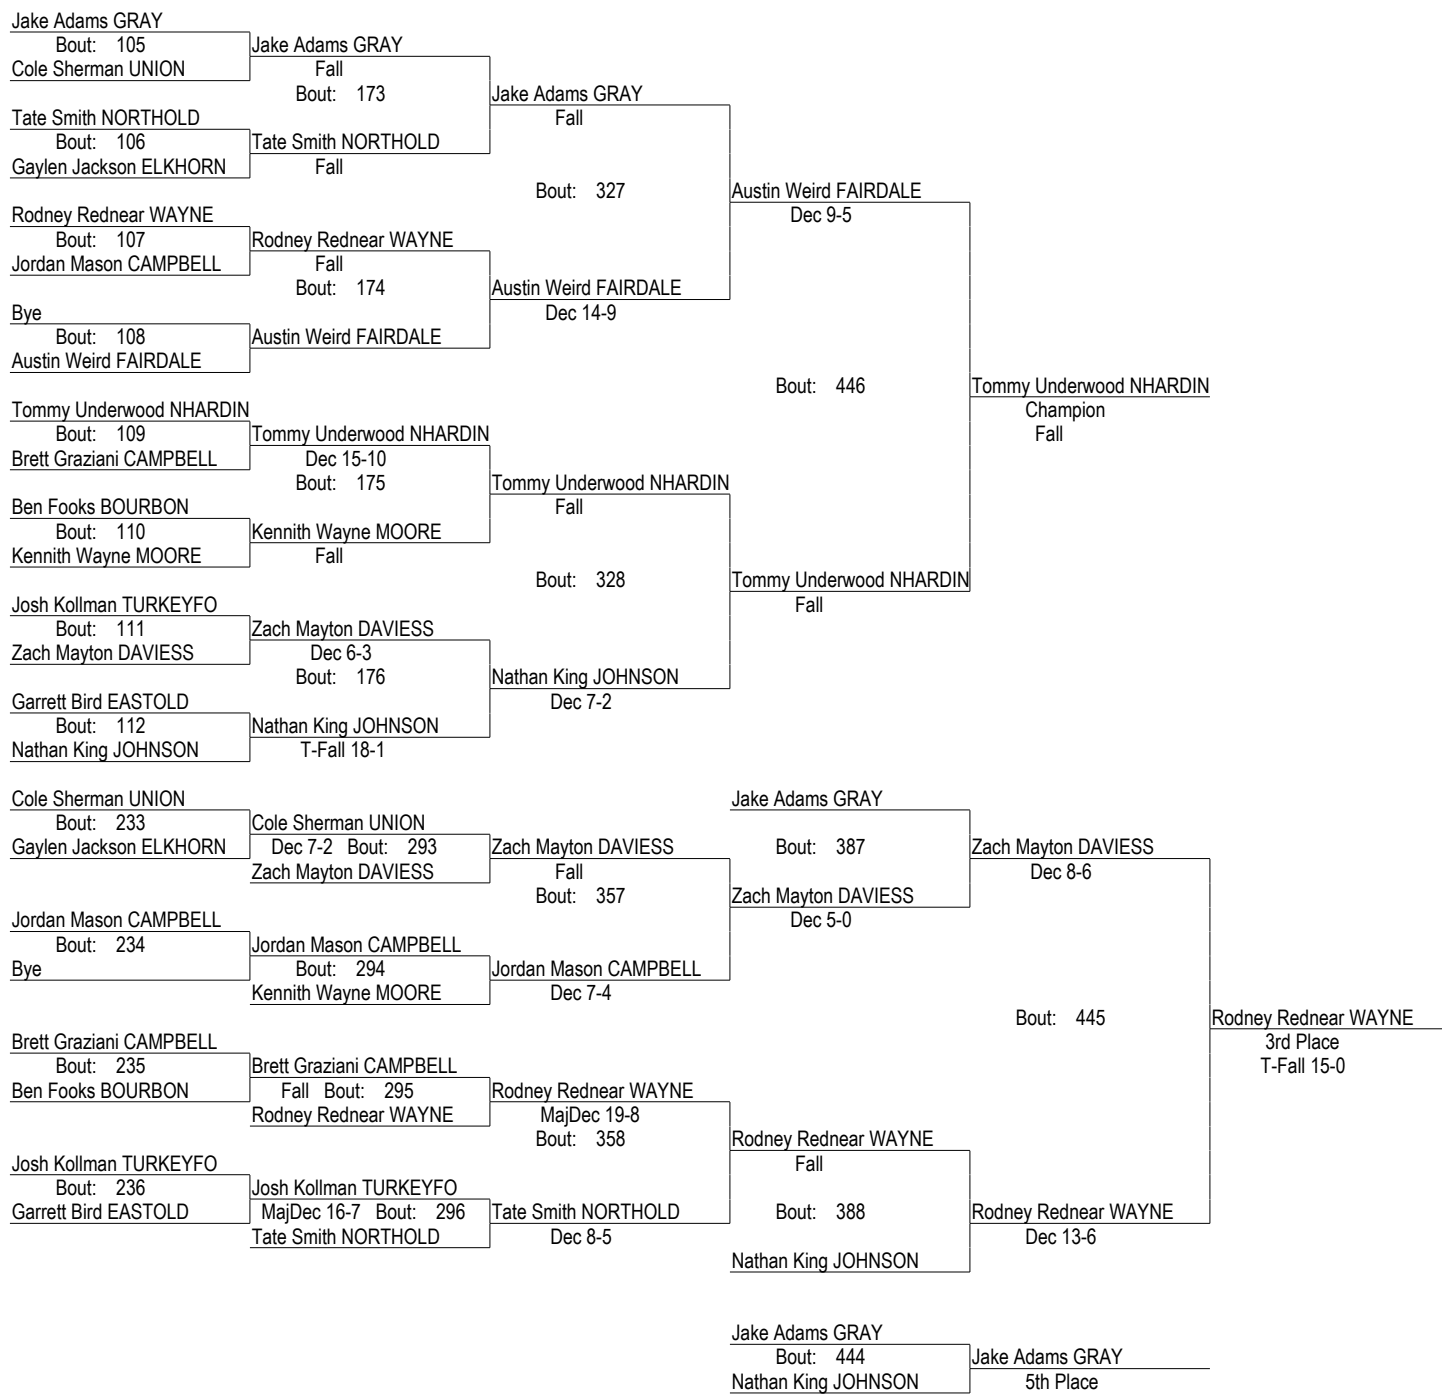 Jake Adams GRAY
Bout: 105 Jake Adams GRAY
Cole Sherman UNION Fall
Bout: 173 Jake Adams GRAY
Tate Smith NORTHOLD Fall
Bout: 106 Tate Smith NORTHOLD
Gaylen Jackson ELKHORN Fall
Bout: 327 Austin Weird FAIRDALE
Rodney Rednear WAYNE Dec 9-5
Bout: 107 Rodney Rednear WAYNE
Jordan Mason CAMPBELL Fall
Bout: 174 Austin Weird FAIRDALE
Bye Dec 14-9
Bout: 108 Austin Weird FAIRDALE
Austin Weird FAIRDALE
Bout: 446 Tommy Underwood NHARDIN
Tommy Underwood NHARDIN Champion
Bout: 109 Tommy Underwood NHARDIN Fall
Brett Graziani CAMPBELL Dec 15-10
Bout: 175 Tommy Underwood NHARDIN
Ben Fooks BOURBON Fall
Bout: 110 Kennith Wayne MOORE
Kennith Wayne MOORE Fall
Bout: 328 Tommy Underwood NHARDIN
Josh Kollman TURKEYFO Fall
Bout: 111 Zach Mayton DAVIESS
Zach Mayton DAVIESS Dec 6-3
Bout: 176 Nathan King JOHNSON
Garrett Bird EASTOLD Dec 7-2
Bout: 112 Nathan King JOHNSON
Nathan King JOHNSON T-Fall 18-1
Cole Sherman UNION Jake Adams GRAY
Bout: 233 Cole Sherman UNION
Gaylen Jackson ELKHORN Dec 7-2 Bout: 293 Zach Mayton DAVIESS Bout: 387 Zach Mayton DAVIESS
Zach Mayton DAVIESS Fall Dec 8-6
Bout: 357 Zach Mayton DAVIESS
Jordan Mason CAMPBELL Dec 5-0
Bout: 234 Jordan Mason CAMPBELL
Bye Bout: 294 Jordan Mason CAMPBELL
Kennith Wayne MOORE Dec 7-4
Bout: 445 Rodney Rednear WAYNE
Brett Graziani CAMPBELL 3rd Place
Bout: 235 Brett Graziani CAMPBELL T-Fall 15-0
Ben Fooks BOURBON Fall Bout: 295 Rodney Rednear WAYNE
Rodney Rednear WAYNE MajDec 19-8
Bout: 358 Rodney Rednear WAYNE
Josh Kollman TURKEYFO Fall
Bout: 236 Josh Kollman TURKEYFO
Garrett Bird EASTOLD MajDec 16-7 Bout: 296 Tate Smith NORTHOLD Bout: 388 Rodney Rednear WAYNE
Tate Smith NORTHOLD Dec 8-5 Dec 13-6
Nathan King JOHNSON
Jake Adams GRAY
Bout: 444 Jake Adams GRAY
Nathan King JOHNSON 5th Place